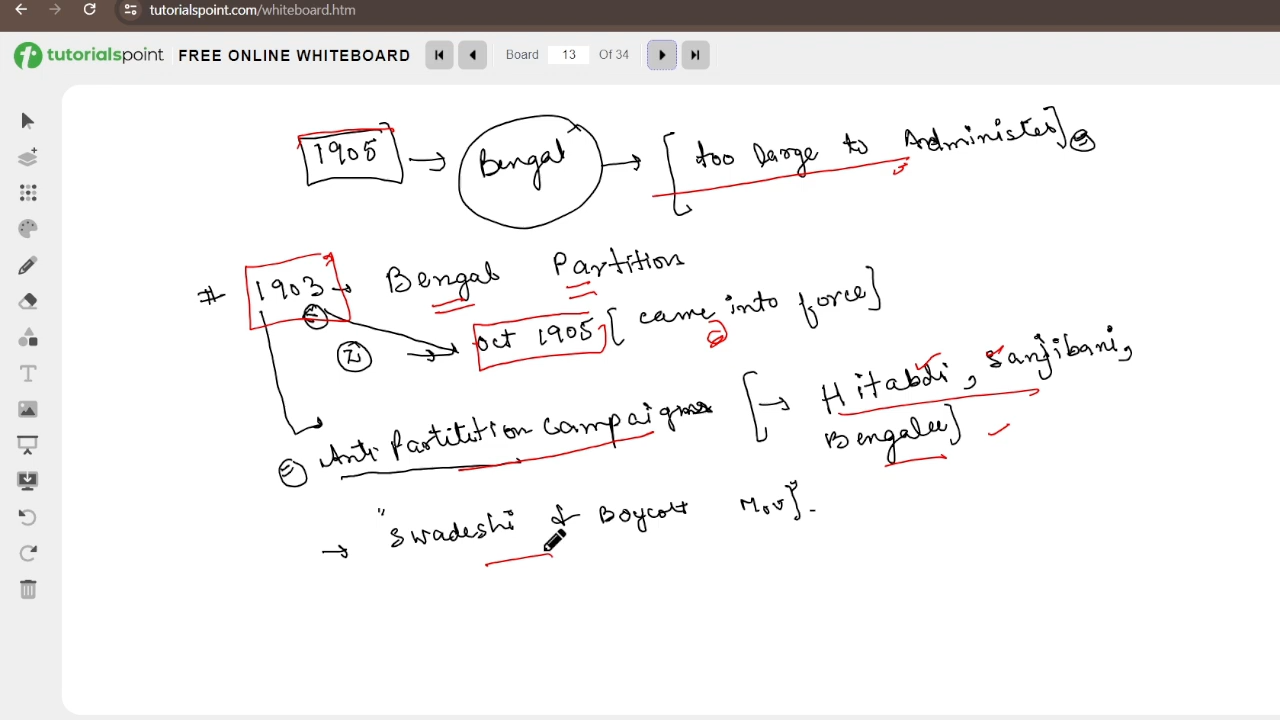 tutorialspoint.com/whiteboard.htm
tutorialspoint FREE ONLINE WHITEBOARD Board 13 Of 34
1905 → Bengal → [ too large to Administer]
# 1903 → Bengal Partition
→ Oct 1905 [ came into force]
Anti Partitition Campaigns [ → Hitabdi, Sanjibani,
Bengalee]
→ "Swadeshi & Boycott Mov].